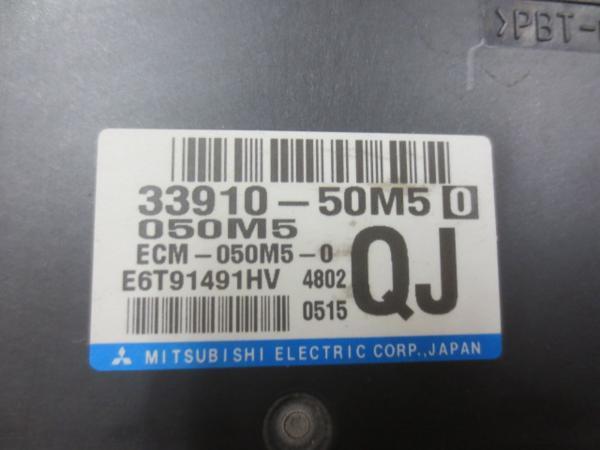 >PBT-
33910-50M5 0
050M5
ECM-050M5-0
E6T91491HV 4802
0515
QJ
MITSUBISHI ELECTRIC CORP.,JAPAN